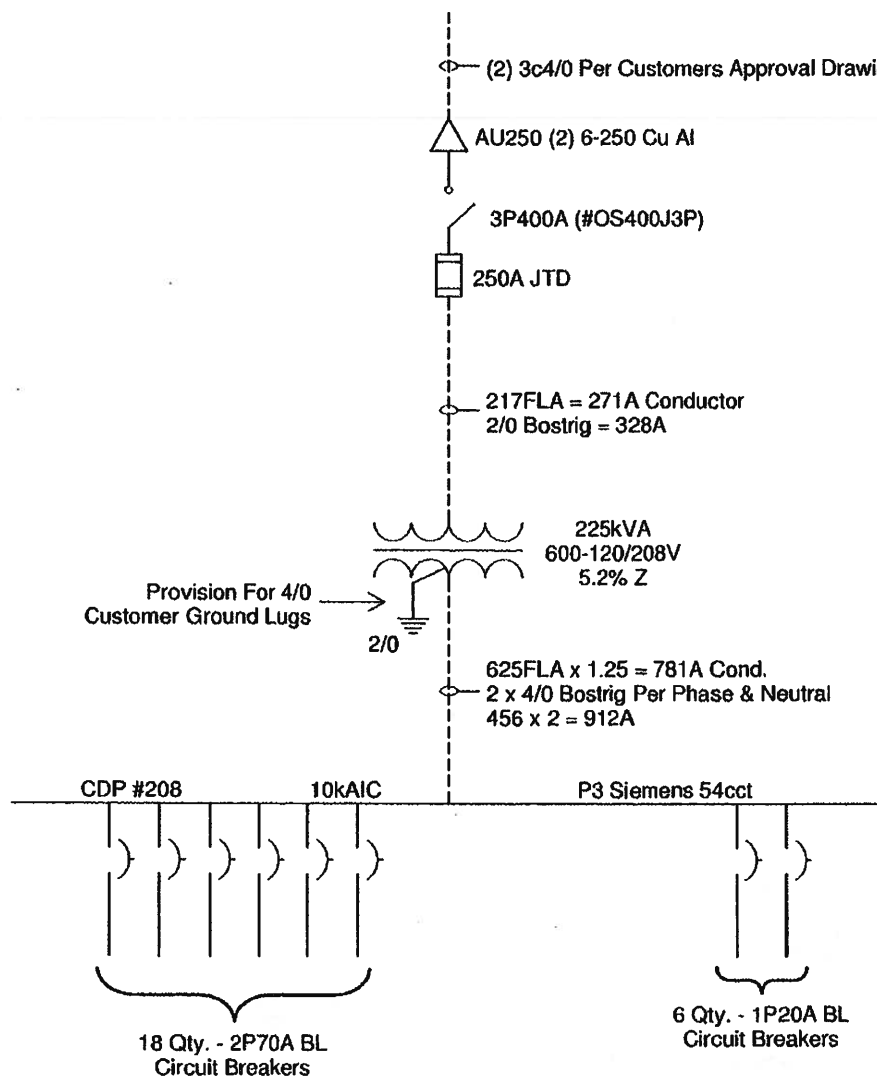 (2) 3c4/0 Per Customers Approval Drawi
AU250 (2) 6-250 Cu Al
3P400A (#OS400J3P)
250A JTD
217FLA = 271A Conductor
2/0 Bostrig = 328A
225kVA
600-120/208V
5.2% Z
Provision For 4/0
Customer Ground Lugs
2/0
625FLA x 1.25 = 781A Cond.
2 x 4/0 Bostrig Per Phase & Neutral
456 x 2 = 912A
CDP #208
10kAIC
P3 Siemens 54cct
18 Qty. - 2P70A BL
Circuit Breakers
6 Qty. - 1P20A BL
Circuit Breakers